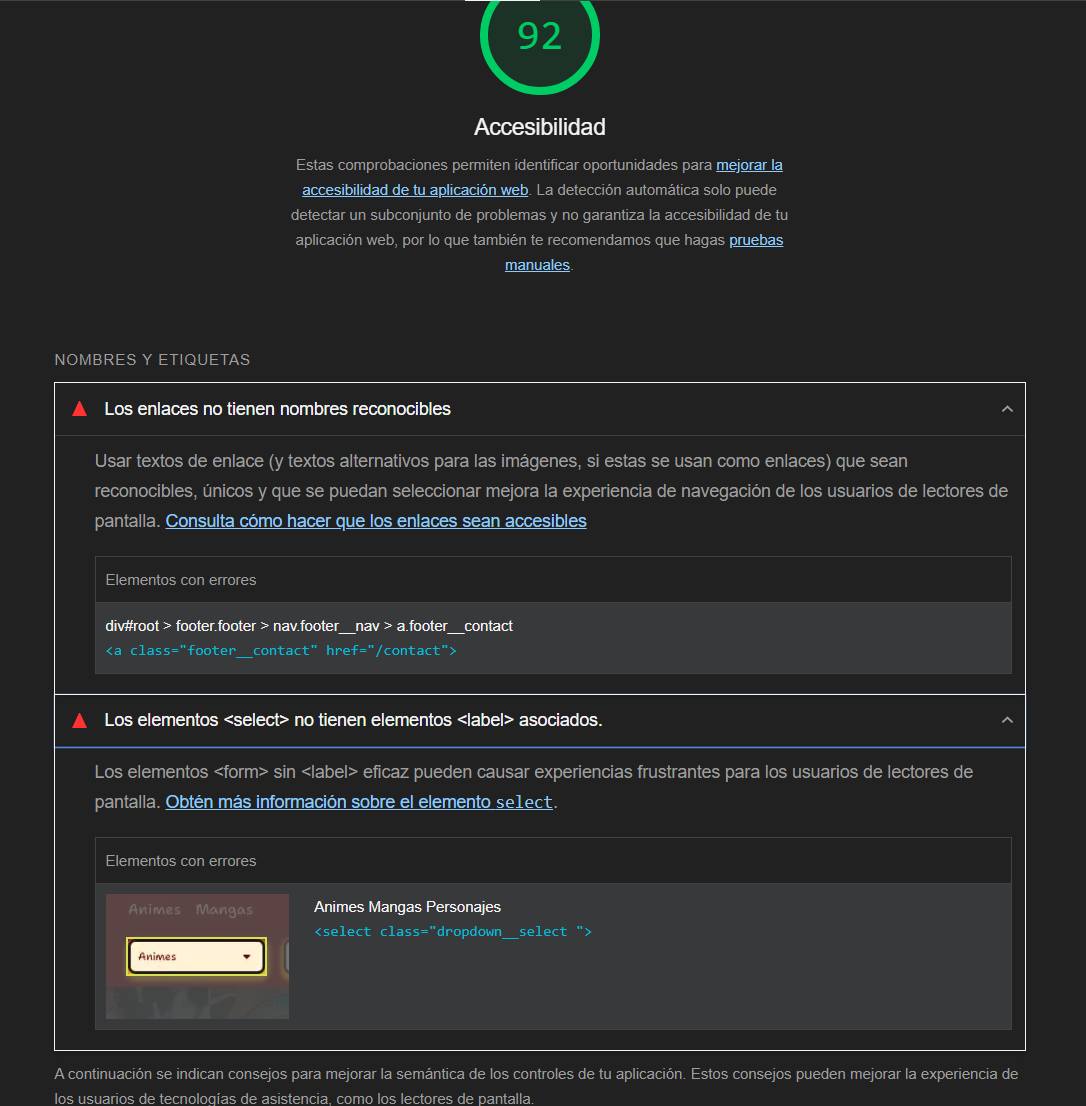 92
Accesibilidad
Estas comprobaciones permiten identificar oportunidades para mejorar la
accesibilidad de tu aplicación web. La detección automática solo puede
detectar un subconjunto de problemas y no garantiza la accesibilidad de tu
aplicación web, por lo que también te recomendamos que hagas pruebas
manuales.
NOMBRES Y ETIQUETAS
Los enlaces no tienen nombres reconocibles
Usar textos de enlace (y textos alternativos para las imágenes, si estas se usan como enlaces) que sean
reconocibles, únicos y que se puedan seleccionar mejora la experiencia de navegación de los usuarios de lectores de
pantalla. Consulta cómo hacer que los enlaces sean accesibles
Elementos con errores
div#root > footer.footer > nav.footer__nav > a.footer__contact
<a class="footer__contact" href="/contact">
Los elementos <select> no tienen elementos <label> asociados.
Los elementos <form> sin <label> eficaz pueden causar experiencias frustrantes para los usuarios de lectores de
pantalla. Obtén más información sobre el elemento select.
Elementos con errores
Animes Mangas
Animes
Animes Mangas Personajes
<select class="dropdown__select ">
A continuación se indican consejos para mejorar la semántica de los controles de tu aplicación. Estos consejos pueden mejorar la experiencia de
los usuarios de tecnologías de asistencia, como los lectores de pantalla.